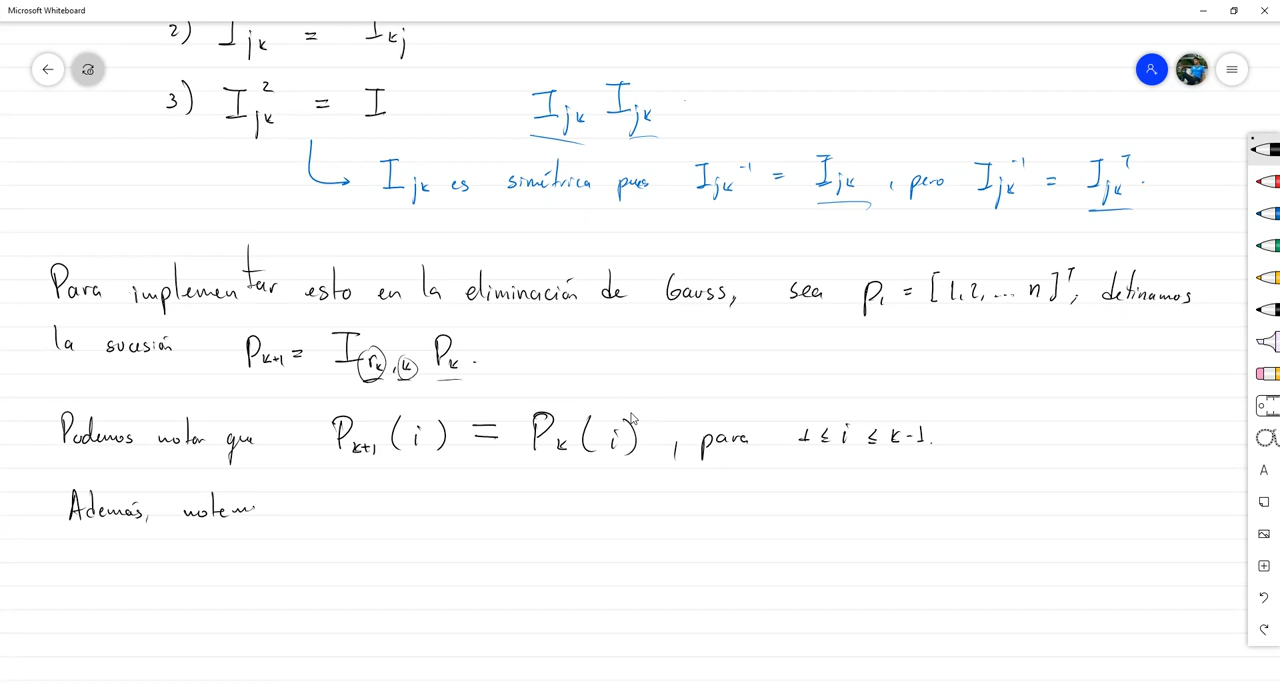 Microsoft Whiteboard
2) I_jk = I_kj
3) I_jk^2 = I I_jk I_jk
I_jk es simétrica pues I_jk^-1 = I_jk, pero I_jk^-1 = I_jk^T.
Para implementar esto en la eliminación de Gauss, sea p_1 = [1, 2, ... n]^T, definamos
la sucesión P_k+1 = I_r_k,k P_k.
Podemos notar que P_k+1(i) = P_k(i), para 1 ≤ i ≤ k-1.
Además, notem
A